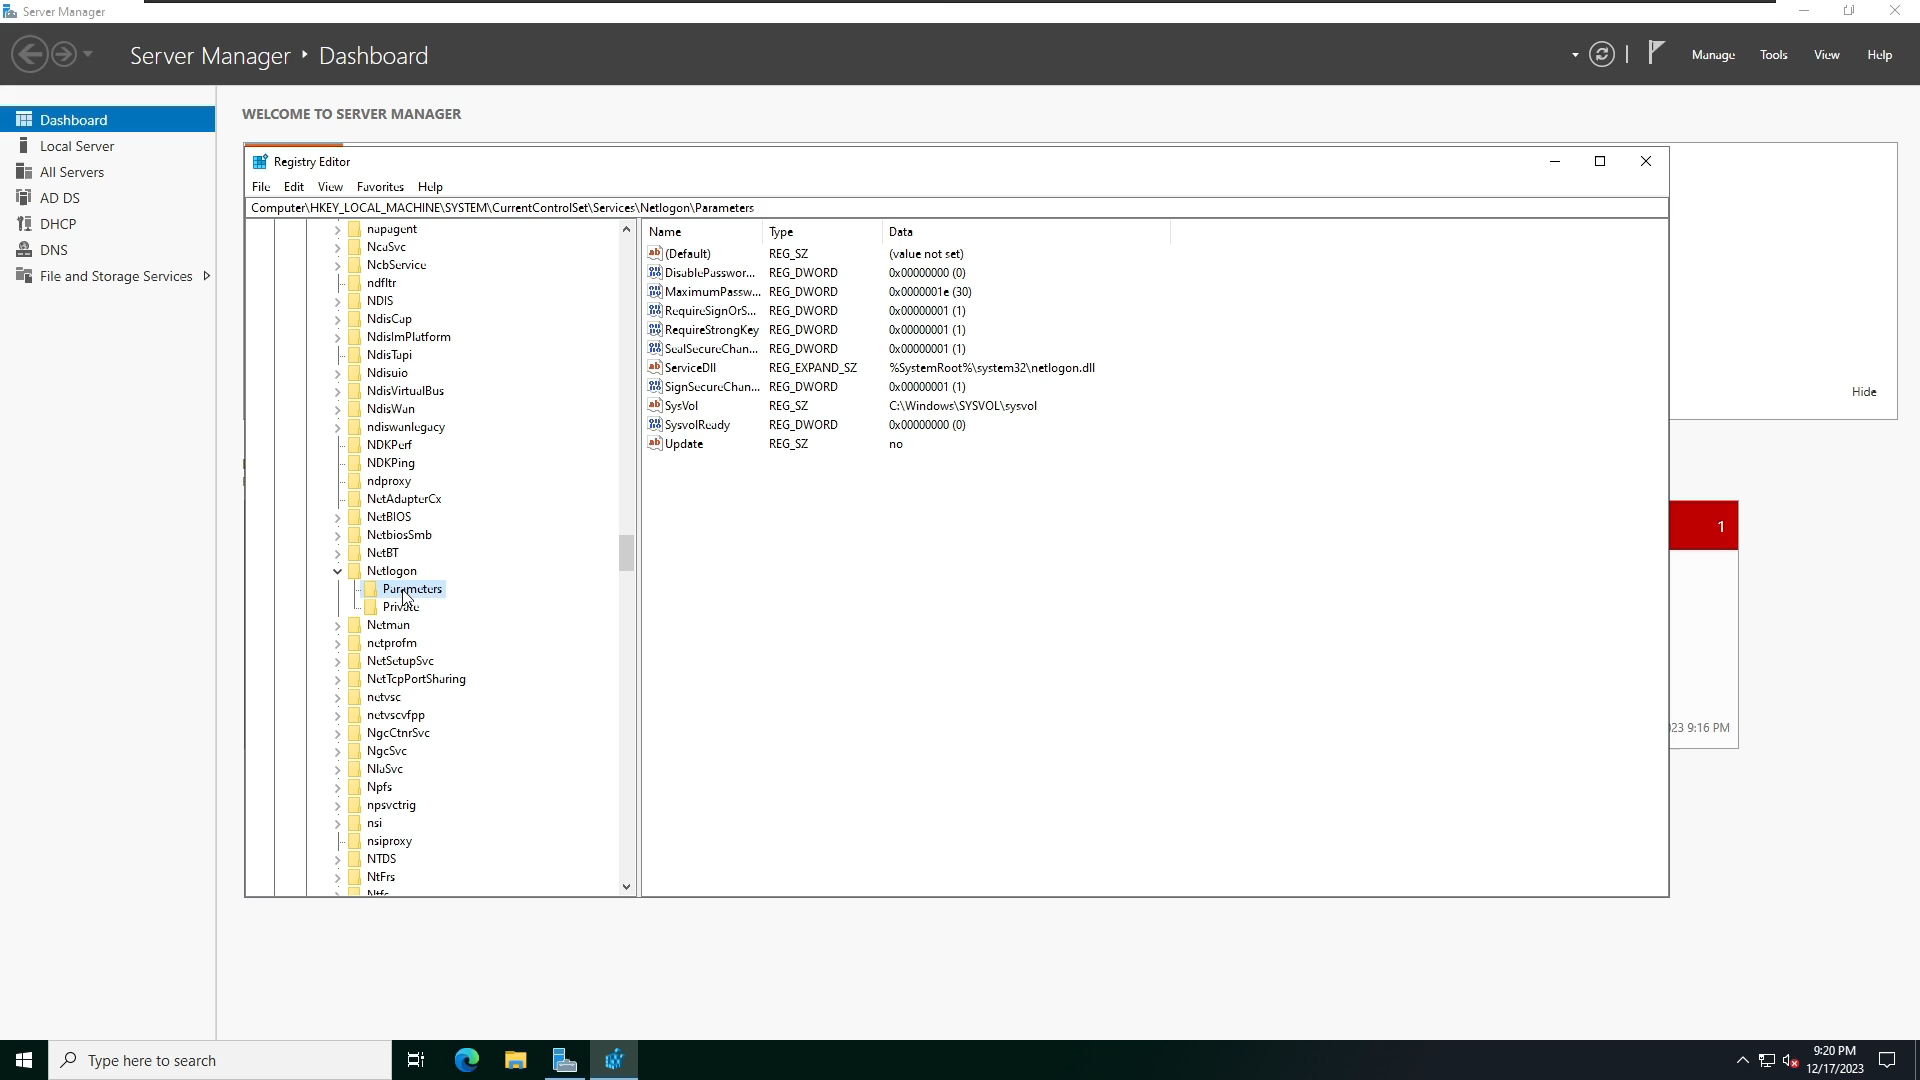 Server Manager
Server Manager ‣ Dashboard
Manage
Tools
View
Help
Dashboard
Local Server
All Servers
AD DS
DHCP
DNS
File and Storage Services
WELCOME TO SERVER MANAGER
Registry Editor
File Edit View Favorites Help
Computer\HKEY_LOCAL_MACHINE\SYSTEM\CurrentControlSet\Services\Netlogon\Parameters
napagent
NcaSvc
NcbService
ndfltr
NDIS
NdisCap
NdisImPlatform
NdisTapi
Ndisuio
NdisVirtualBus
NdisWan
ndiswanlegacy
NDKPerf
NDKPing
ndproxy
NetAdapterCx
NetBIOS
NetbiosSmb
NetBT
Netlogon
Parameters
Private
Netman
netprofm
NetSetupSvc
NetTcpPortSharing
netvsc
netvscvfpp
NgcCtnrSvc
NgcSvc
NlaSvc
Npfs
npsvctrig
nsi
nsiproxy
NTDS
NtFrs
Ntfs
Name Type Data
(Default) REG_SZ (value not set)
DisablePasswor... REG_DWORD 0x00000000 (0)
MaximumPassw... REG_DWORD 0x0000001e (30)
RequireSignOrS... REG_DWORD 0x00000001 (1)
RequireStrongKey REG_DWORD 0x00000001 (1)
SealSecureChan... REG_DWORD 0x00000001 (1)
ServiceDll REG_EXPAND_SZ %SystemRoot%\system32\netlogon.dll
SignSecureChan... REG_DWORD 0x00000001 (1)
SysVol REG_SZ C:\Windows\SYSVOL\sysvol
SysvolReady REG_DWORD 0x00000000 (0)
Update REG_SZ no
Hide
1
23 9:16 PM
Type here to search
9:20 PM
12/17/2023